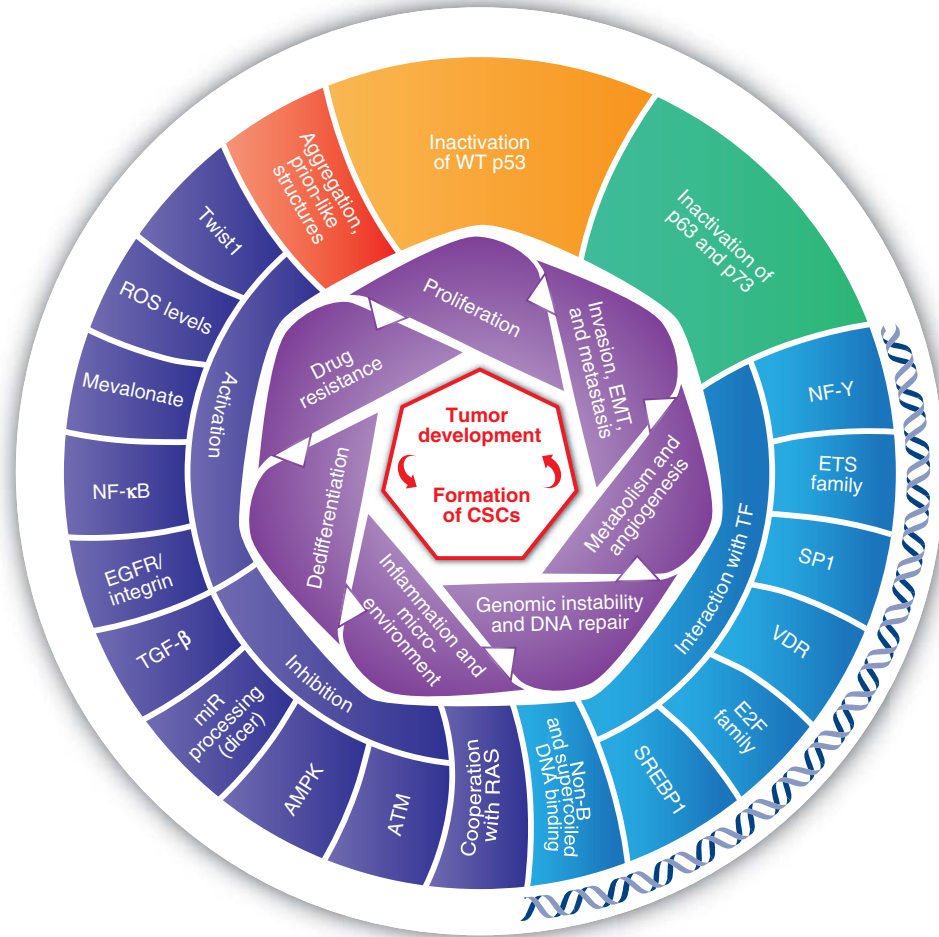 Inactivation
of WT p53
Inactivation of
p63 and p73
Interaction with TF
NF-Y
ETS
family
SP1
VDR
E2F
family
SREBP1
Non-B
and supercoiled
DNA binding
Cooperation
with RAS
Inhibition
ATM
AMPK
miR
processing
(dicer)
TGF-β
Activation
EGFR/
integrin
NF-κB
Mevalonate
ROS levels
Twist1
Aggregation,
prion-like
structures
Proliferation
Invasion, EMT,
and metastasis
Metabolism and
angiogenesis
Genomic instability
and DNA repair
Inflammation and
micro-
environment
Dedifferentiation
Drug
resistance
Tumor
development
Formation
of CSCs